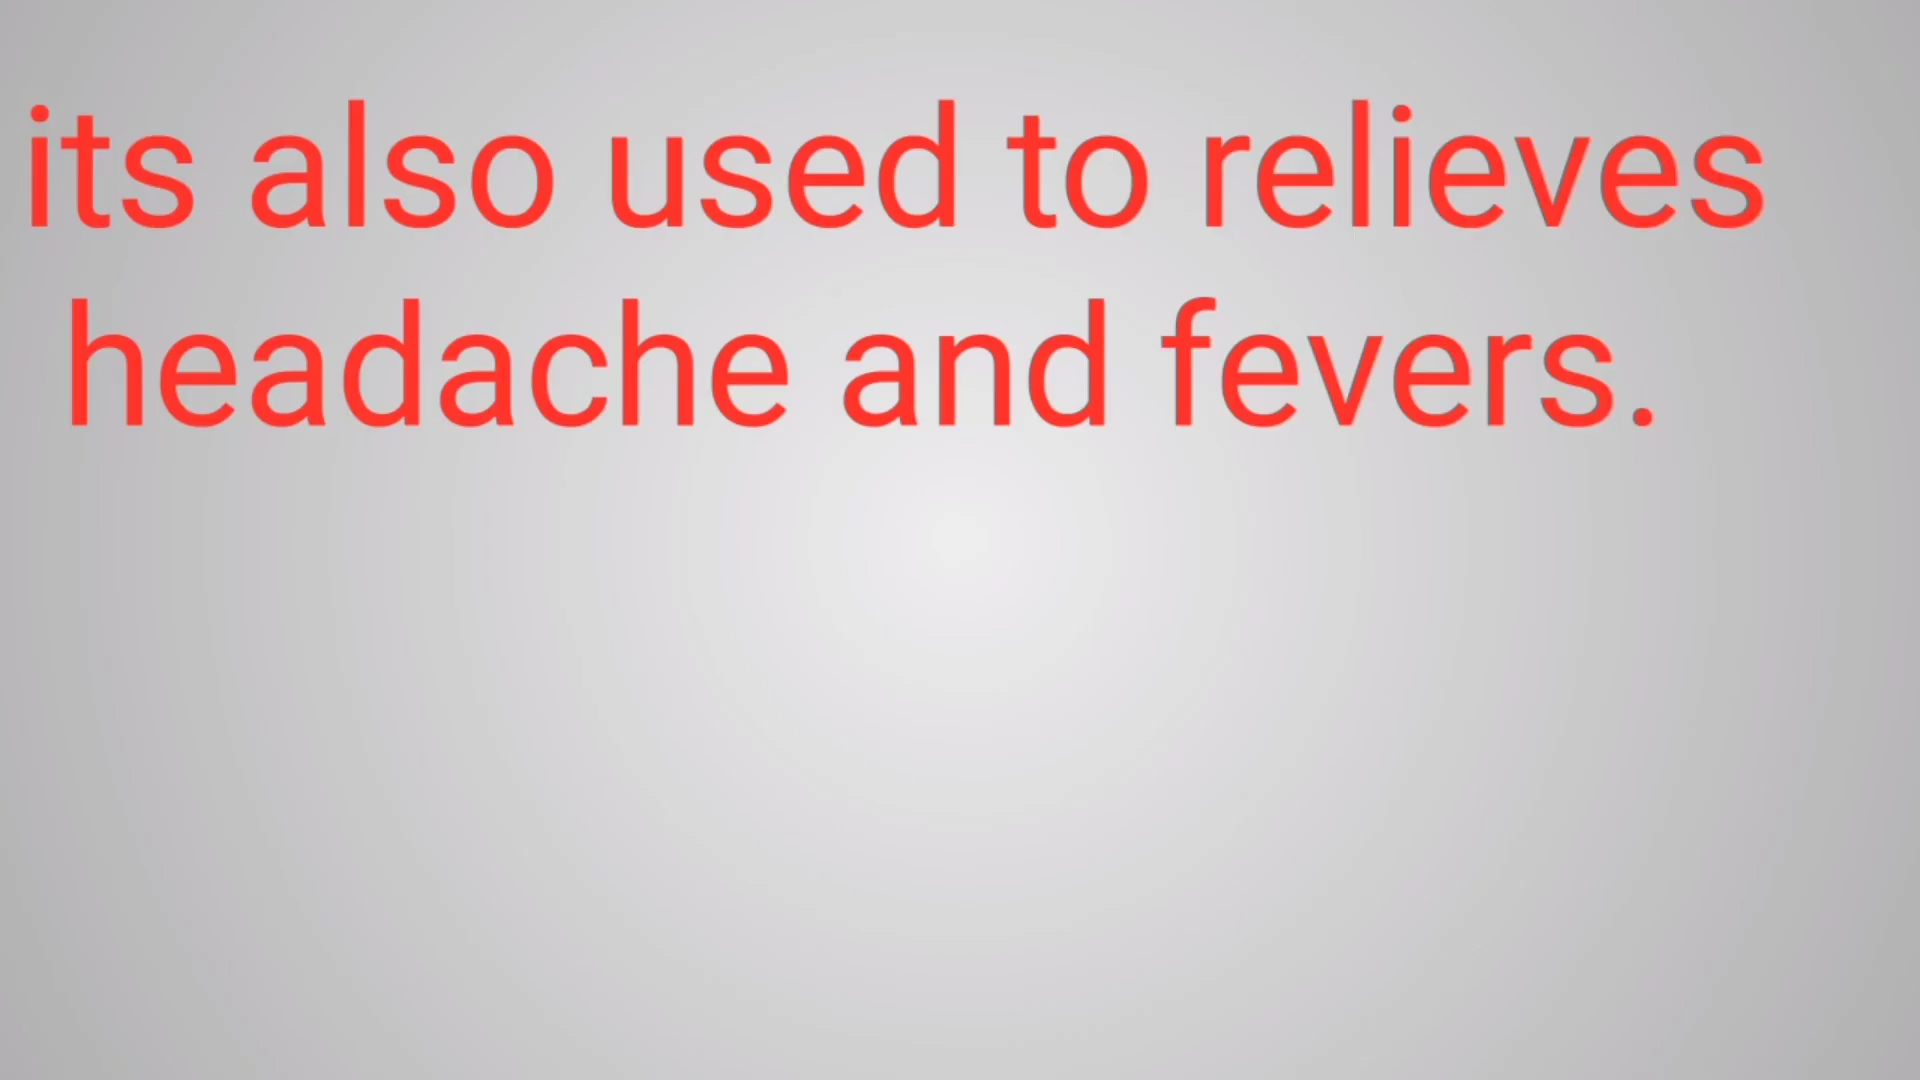 its also used to relieves
headache and fevers.